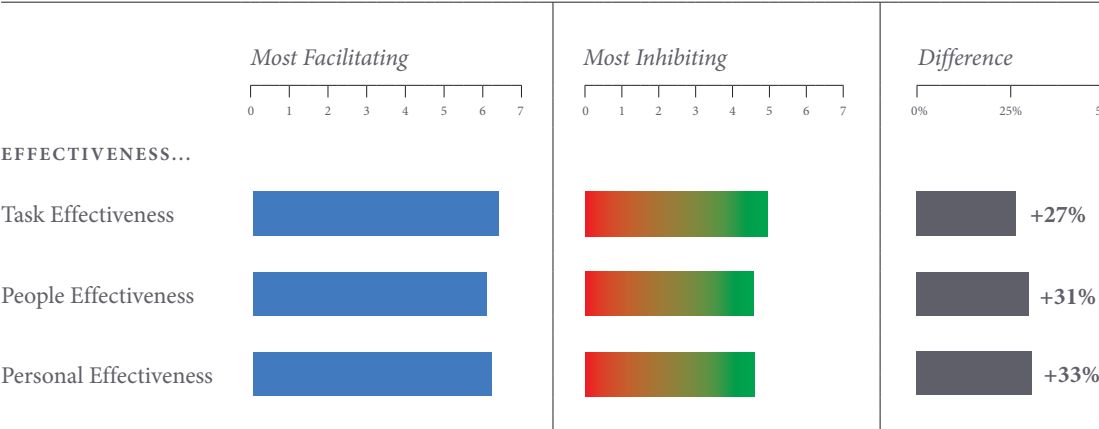 Most Facilitating Most Inhibiting Difference
0 1 2 3 4 5 6 7 0 1 2 3 4 5 6 7 0% 25%
EFFECTIVENESS...
Task Effectiveness +27%
People Effectiveness +31%
Personal Effectiveness +33%